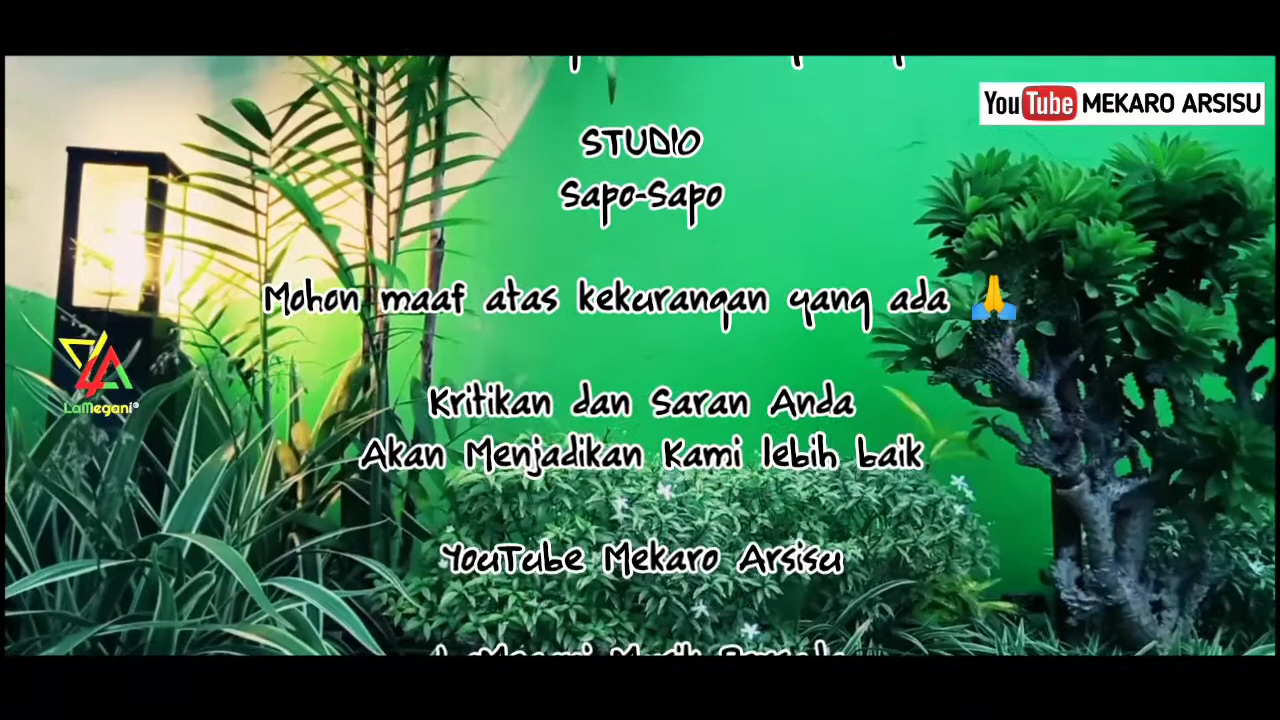 YouTube MEKARO ARSISU
STUDIO
Sapo-Sapo
Mohon maaf atas kekurangan yang ada 🙏
LaMegani®
Kritikan dan Saran Anda
Akan Menjadikan Kami lebih baik
YouTube Mekaro Arsisu